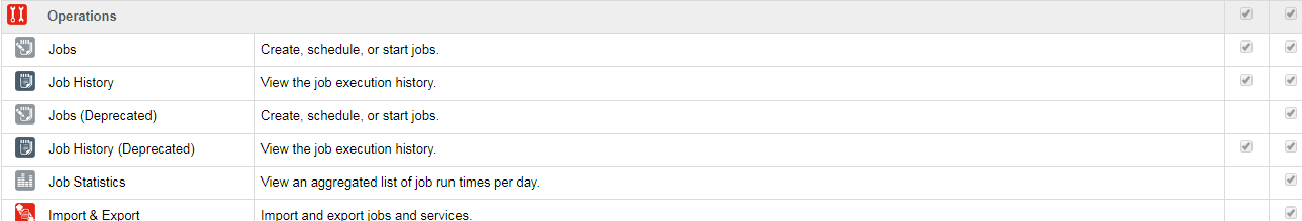 Operations
Jobs Create, schedule, or start jobs.
Job History View the job execution history.
Jobs (Deprecated) Create, schedule, or start jobs.
Job History (Deprecated) View the job execution history.
Job Statistics View an aggregated list of job run times per day.
Import & Export Import and export jobs and services.